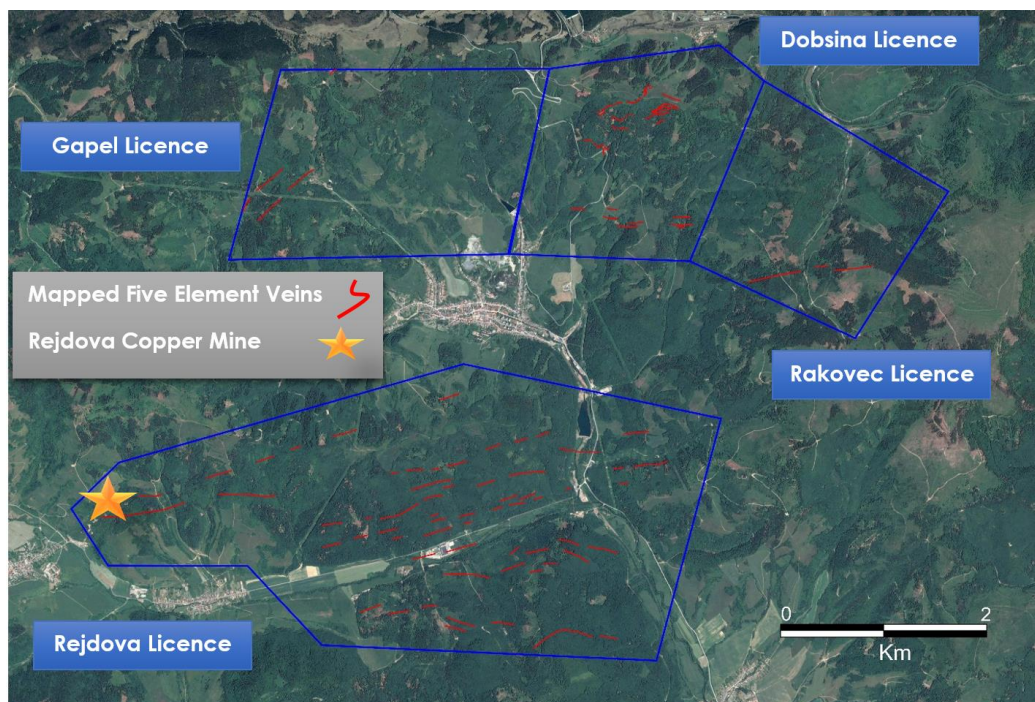 Dobsina Licence
Gapel Licence
Mapped Five Element Veins
Rejdova Copper Mine
Rakovec Licence
Rejdova Licence
0 2
Km